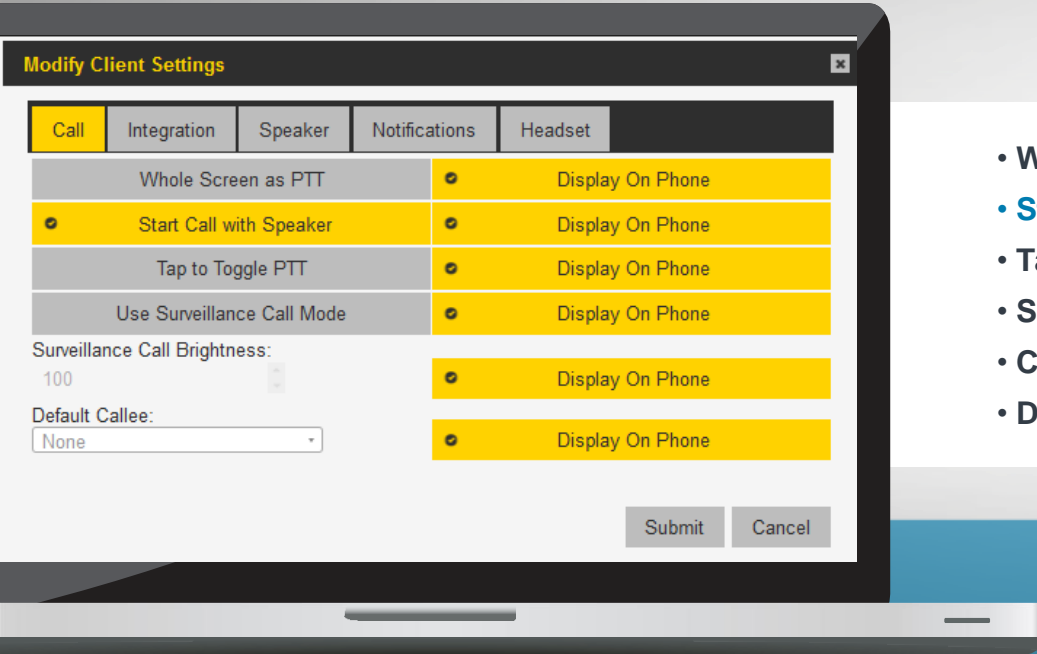 Modify Client Settings
Call Integration Speaker Notifications Headset
Whole Screen as PTT Display On Phone
Start Call with Speaker Display On Phone
Tap to Toggle PTT Display On Phone
Use Surveillance Call Mode Display On Phone
Surveillance Call Brightness:
100 Display On Phone
Default Callee:
None Display On Phone
Submit Cancel
• W
• S
• Ta
• S
• C
• D